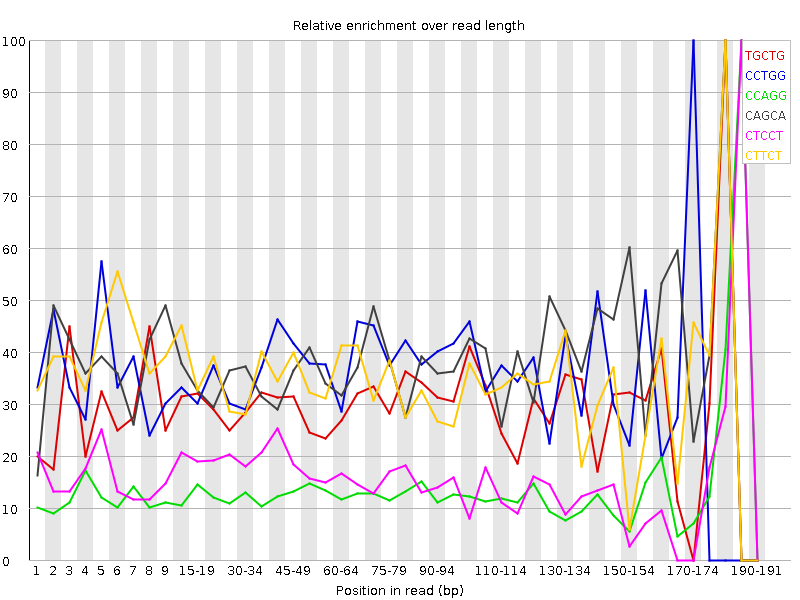 Relative enrichment over read length
100
90
80
70
60
50
40
30
20
10
0
TGCTG
CCTGG
CCAGG
CAGCA
CTCCT
CTTCT
1 2 3 4 5 6 7 8 9 15-19 30-34 45-49 60-64 75-79 90-94 110-114 130-134 150-154 170-174 190-191
Position in read (bp)